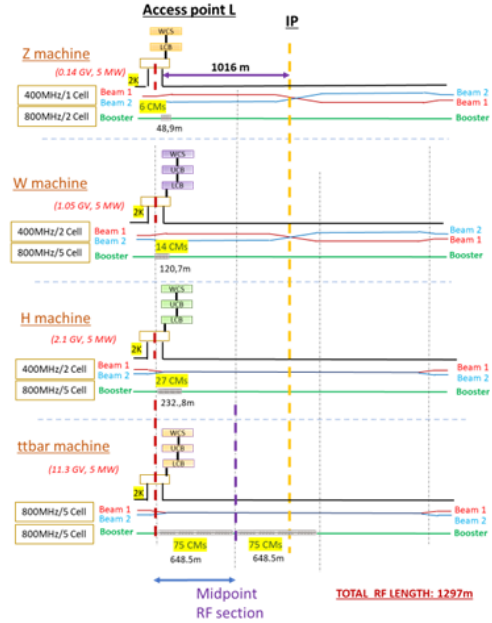 Access point L
IP
WCS
LCB
Z machine
(0.14 GV, 5 MW)
1016 m
2K
400MHz/1 Cell
Beam 1
Beam 2
Beam 2
Beam 1
6 CMs
800MHz/2 Cell
Booster
Booster
48,9m
WCS
UCB
LCB
W machine
(1.05 GV, 5 MW)
2K
400MHz/2 Cell
Beam 1
Beam 2
Beam 2
Beam 1
14 CMs
800MHz/5 Cell
Booster
Booster
120,7m
WCS
UCB
LCB
H machine
(2.1 GV, 5 MW)
2K
400MHz/2 Cell
Beam 1
Beam 2
Beam 1
Beam 2
27 CMs
800MHz/5 Cell
Booster
Booster
232.,8m
WCS
UCB
LCB
ttbar machine
(11.3 GV, 5 MW)
2K
800MHz/5 Cell
Beam 1
Beam 2
Beam 1
Beam 2
800MHz/5 Cell
Booster
Booster
75 CMs
75 CMs
648.5m
648.5m
Midpoint
RF section
TOTAL RF LENGTH: 1297m